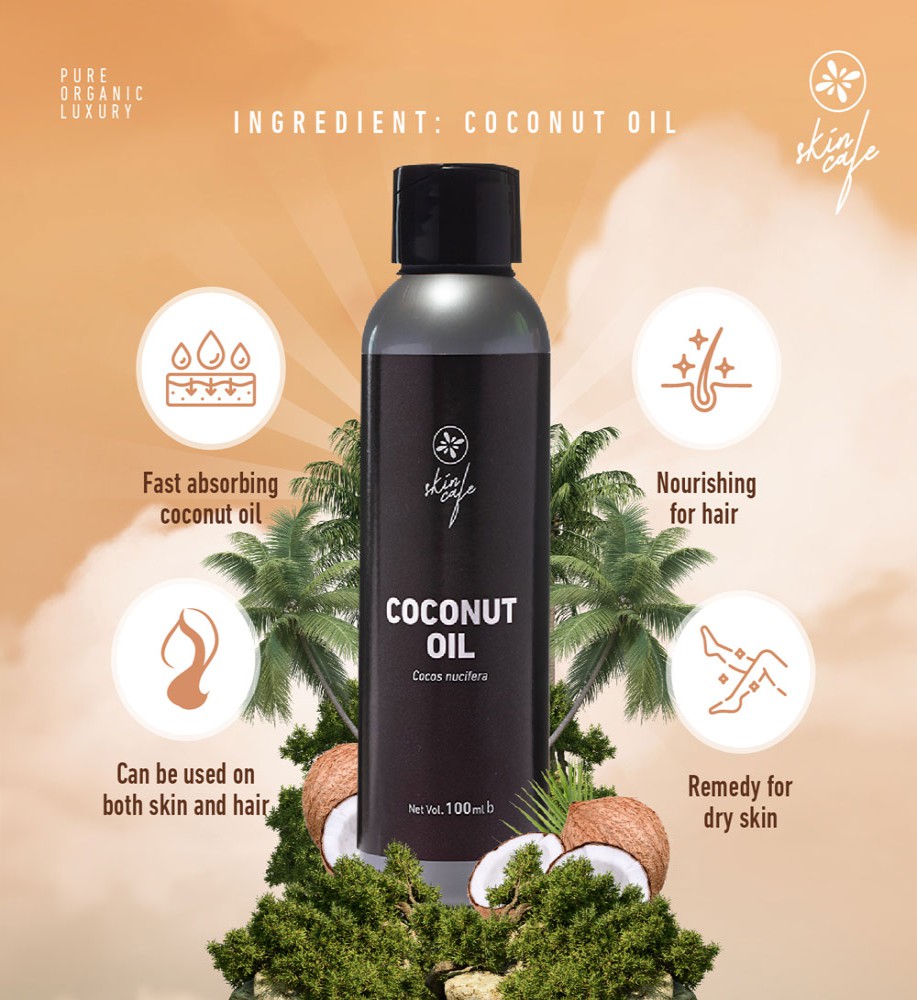 PURE
ORGANIC
LUXURY
INGREDIENT: COCONUT OIL
skin
cafe
Fast absorbing
coconut oil
Nourishing
for hair
skin
cafe
COCONUT
OIL
Cocos nucifera
Can be used on
both skin and hair
Remedy for
dry skin
Net Vol. 100ml b